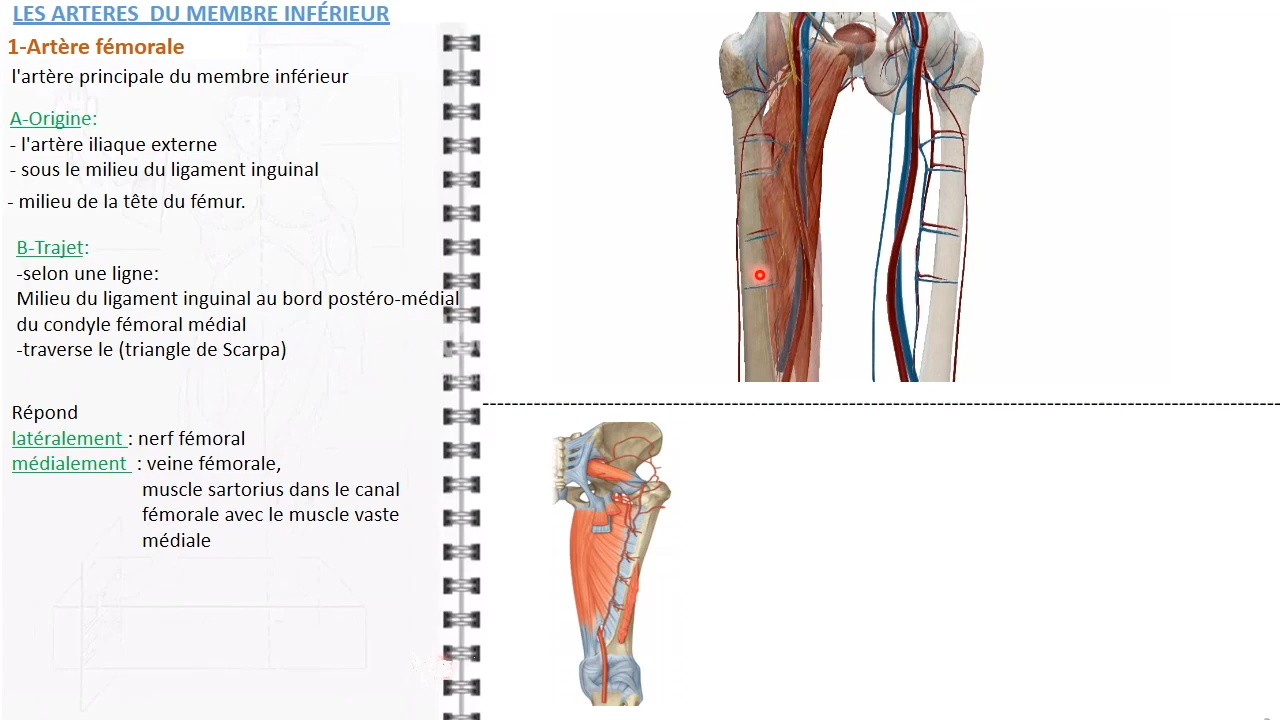 LES ARTERES DU MEMBRE INFÉRIEUR
1-Artère fémorale
l'artère principale du membre inférieur
A-Origine:
- l'artère iliaque externe
- sous le milieu du ligament inguinal
- milieu de la tête du fémur.
B-Trajet:
-selon une ligne:
Milieu du ligament inguinal au bord postéro-médial
du condyle fémoral médial
-traverse le (triangle de Scarpa)
Répond
latéralement : nerf fémoral
médialement : veine fémorale,
muscle sartorius dans le canal
fémorale avec le muscle vaste
médiale